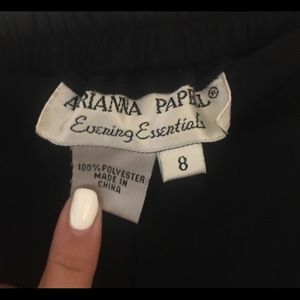 ARIANNA PAPELL®
Evening Essentials
8
100% POLYESTER
MADE IN
CHINA